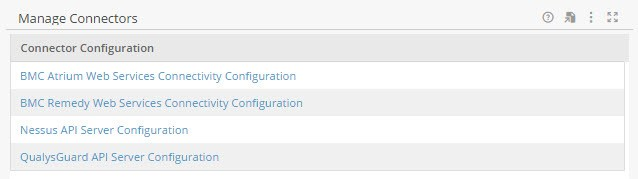 Manage Connectors
Connector Configuration
BMC Atrium Web Services Connectivity Configuration
BMC Remedy Web Services Connectivity Configuration
Nessus API Server Configuration
QualysGuard API Server Configuration